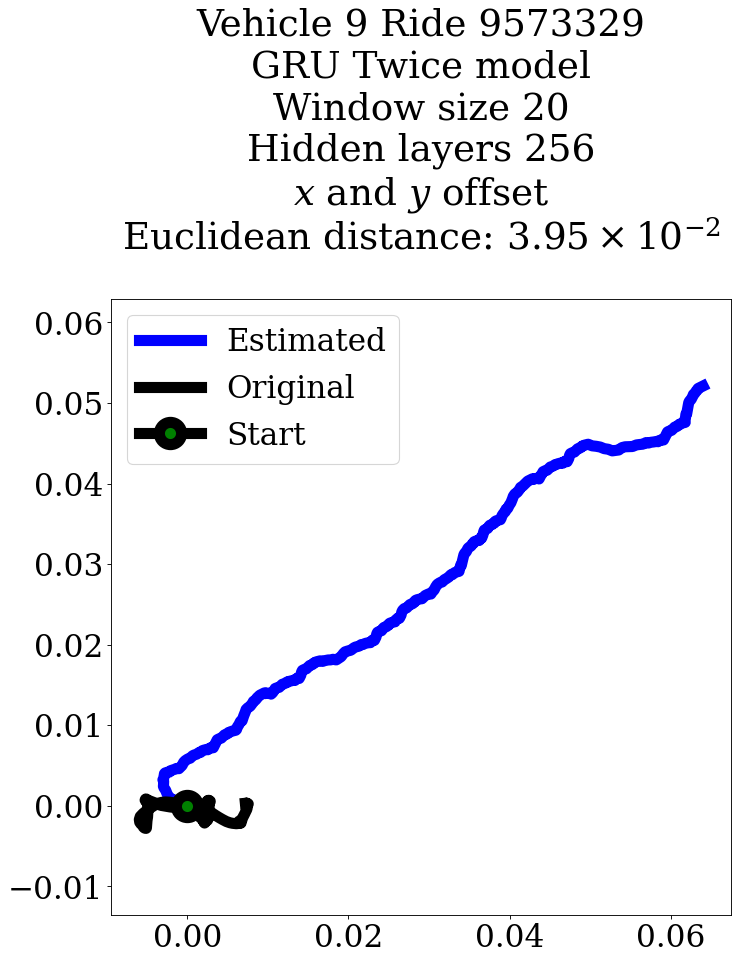 Vehicle 9 Ride 9573329
GRU Twice model
Window size 20
Hidden layers 256
x and y offset
Euclidean distance: 3.95 × 10⁻²
Estimated
Original
Start
0.06
0.05
0.04
0.03
0.02
0.01
0.00
−0.01
0.00 0.02 0.04 0.06